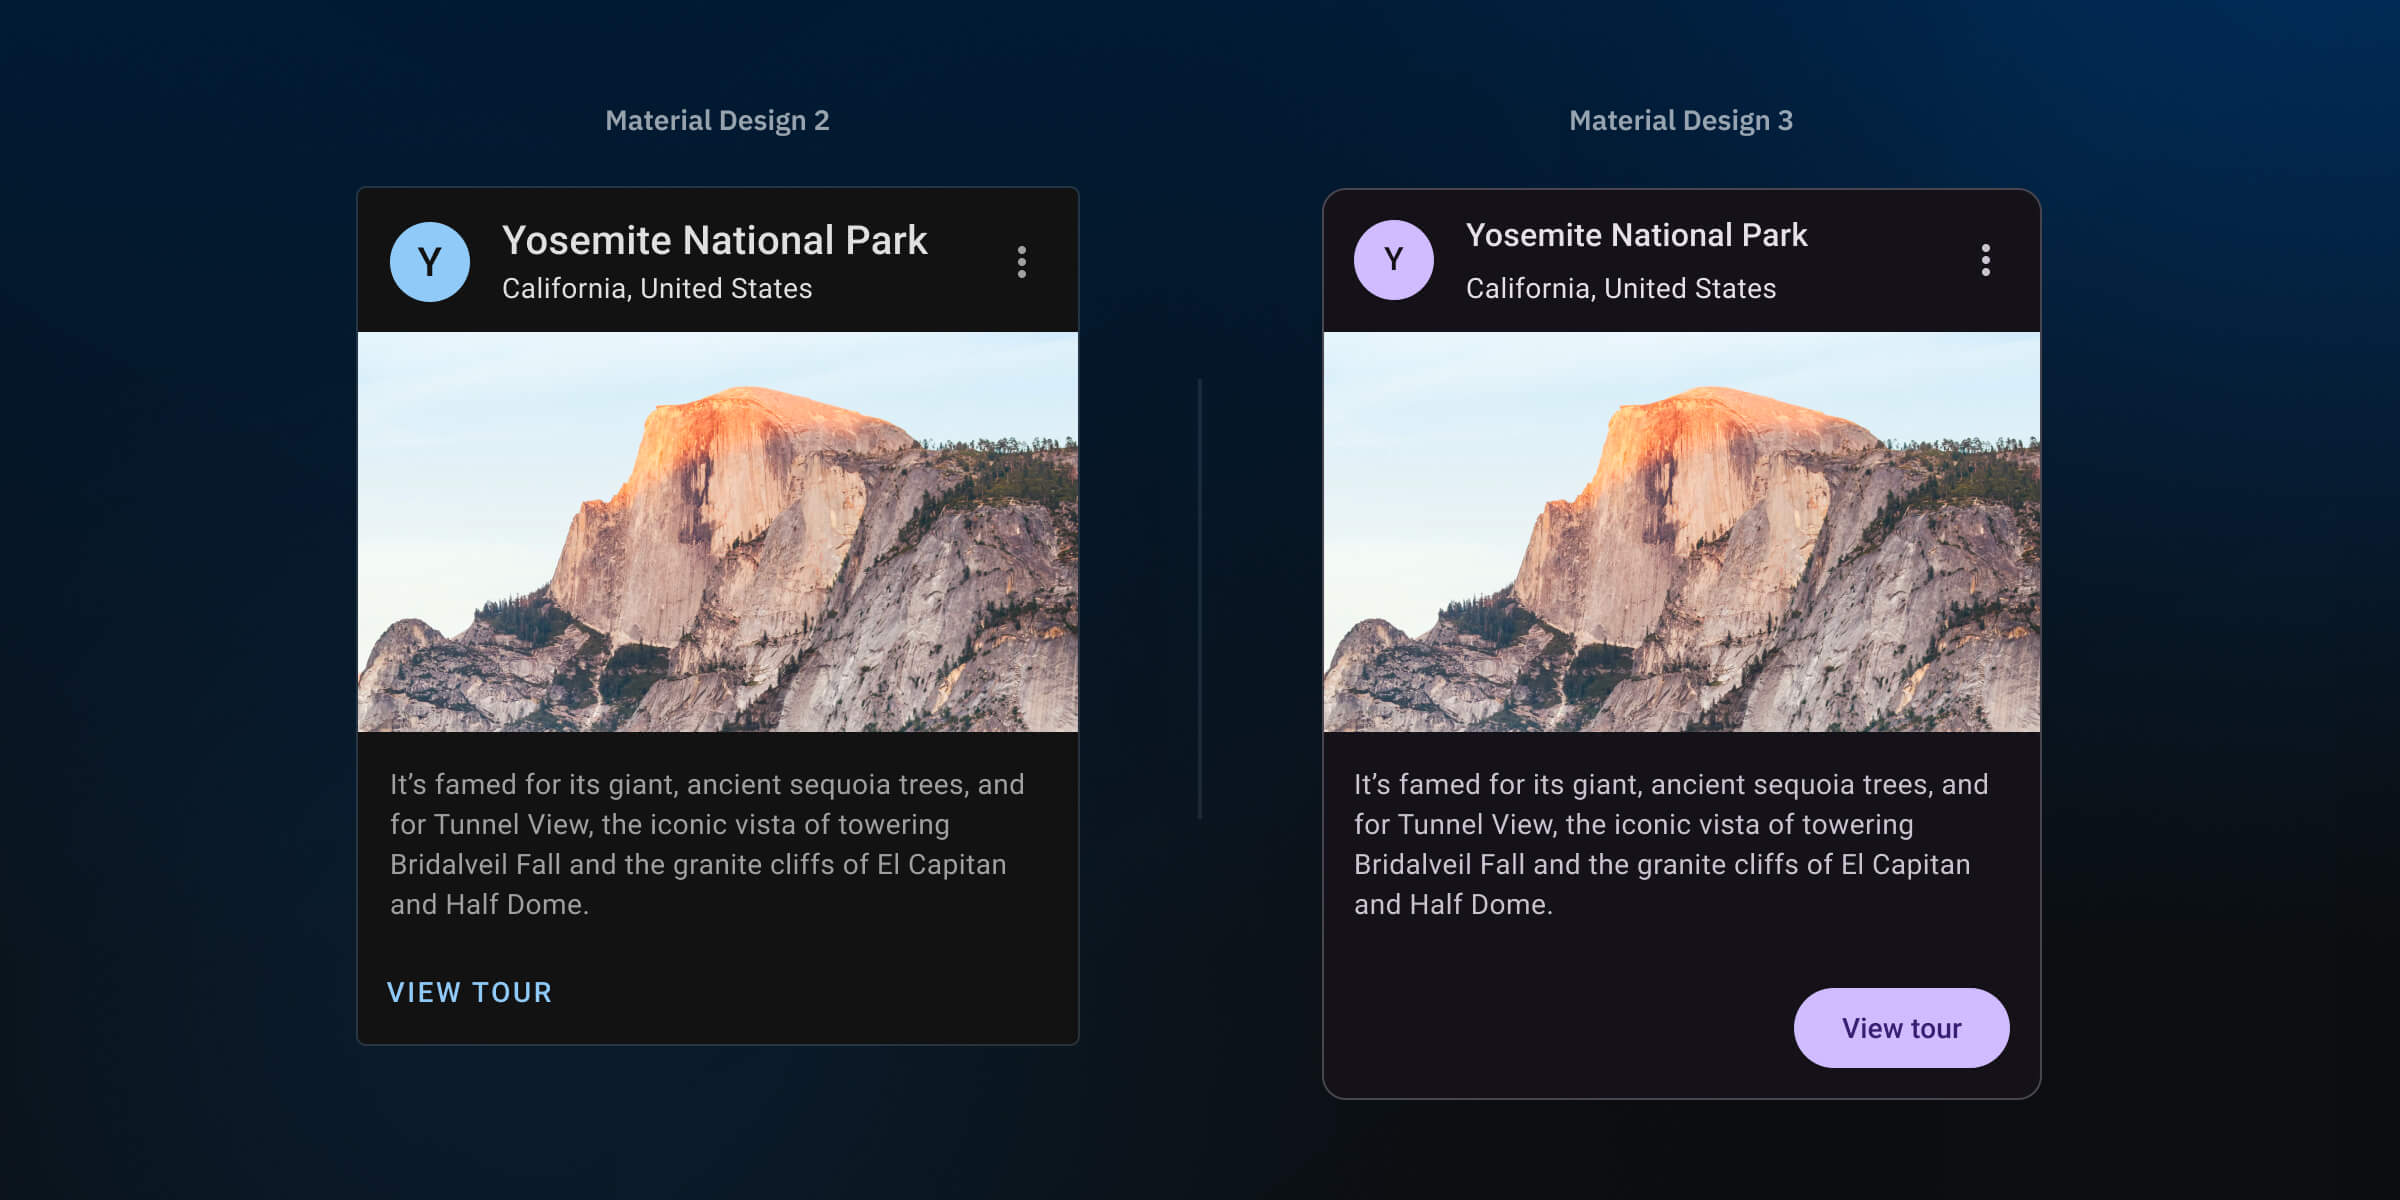 Material Design 2
Y
Yosemite National Park
California, United States
It’s famed for its giant, ancient sequoia trees, and
for Tunnel View, the iconic vista of towering
Bridalveil Fall and the granite cliffs of El Capitan
and Half Dome.
VIEW TOUR
Material Design 3
Y
Yosemite National Park
California, United States
It’s famed for its giant, ancient sequoia trees, and
for Tunnel View, the iconic vista of towering
Bridalveil Fall and the granite cliffs of El Capitan
and Half Dome.
View tour